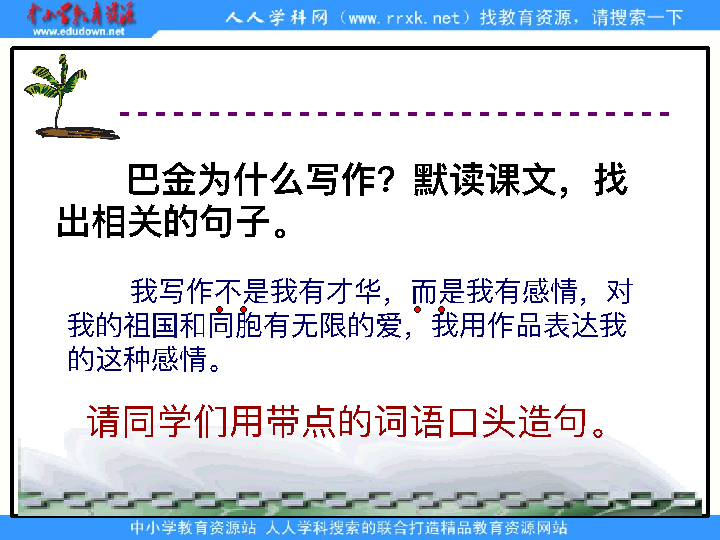 中小学教育资源
www.edudown.net
人人学科网（www.rrxk.net）找教育资源，请搜索一下
巴金为什么写作？默读课文，找
出相关的句子。
我写作不是我有才华，而是我有感情，对
我的祖国和同胞有无限的爱，我用作品表达我
的这种感情。
请同学们用带点的词语口头造句。
中小学教育资源站 人人学科搜索的联合打造精品教育资源网站